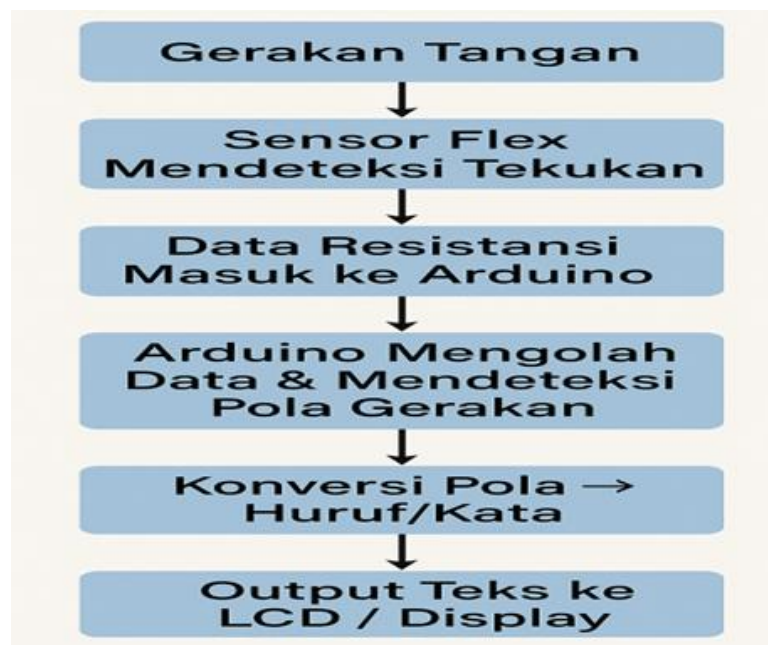 Gerakan Tangan
Sensor Flex
Mendeteksi Tekukan
Data Resistansi
Masuk ke Arduino
Arduino Mengolah
Data & Mendeteksi
Pola Gerakan
Konversi Pola →
Huruf/Kata
Output Teks ke
LCD / Display